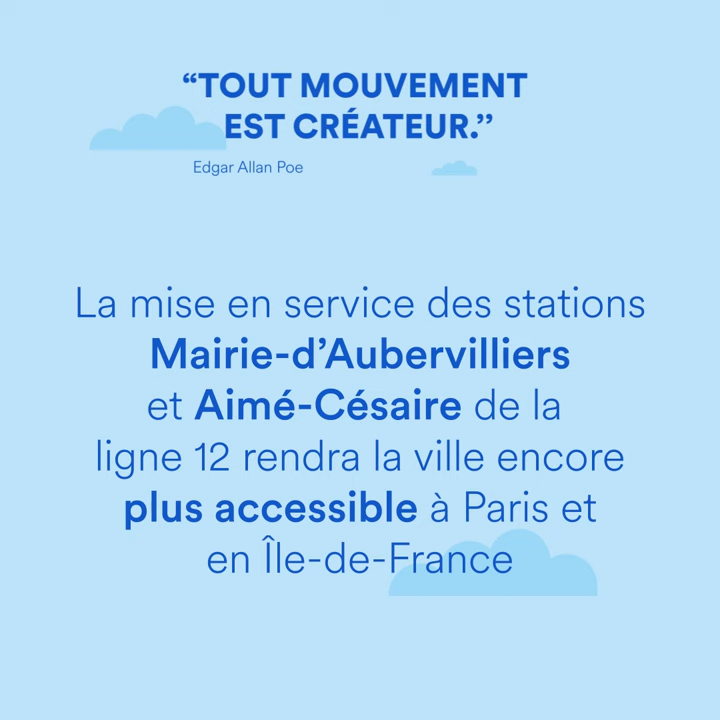 “TOUT MOUVEMENT
EST CRÉATEUR.”
Edgar Allan Poe
La mise en service des stations
Mairie-d’Aubervilliers
et Aimé-Césaire de la
ligne 12 rendra la ville encore
plus accessible à Paris et
en Île-de-France